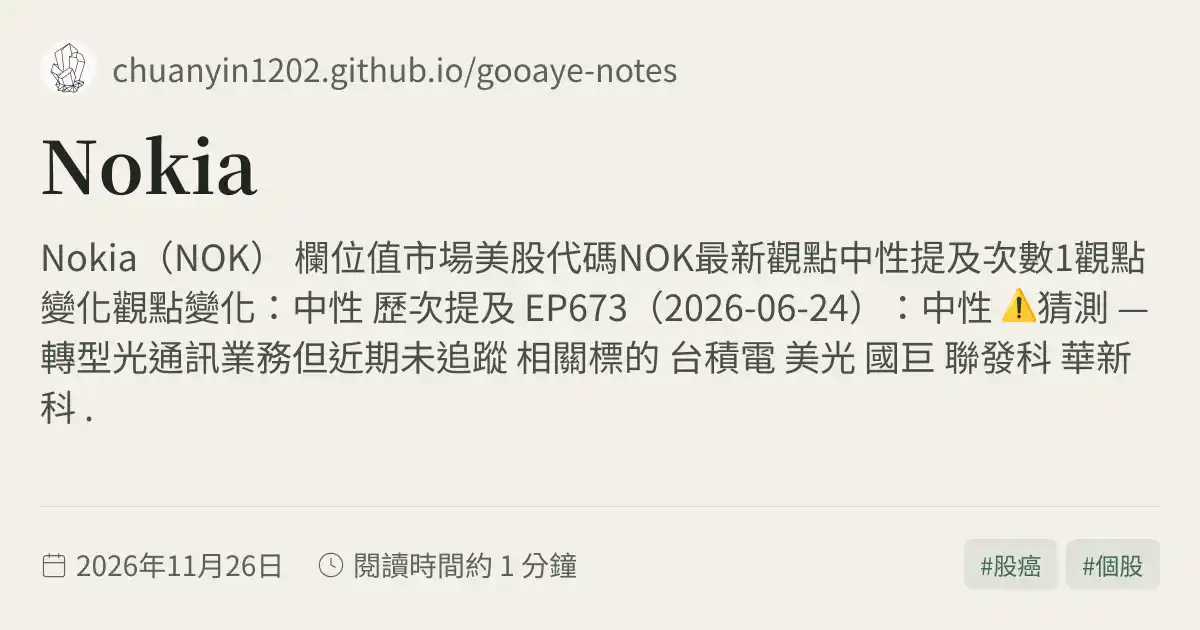 chuanyin1202.github.io/gooaye-notes
Nokia
Nokia（NOK） 欄位值市場美股代碼NOK最新觀點中性提及次數1觀點
變化觀點變化：中性 歷次提及 EP673（2026-06-24）：中性 ⚠️猜測 —
轉型光通訊業務但近期未追蹤 相關標的 台積電 美光 國巨 聯發科 華新
科 .
2026年11月26日 閱讀時間約 1 分鐘
#股癌 #個股